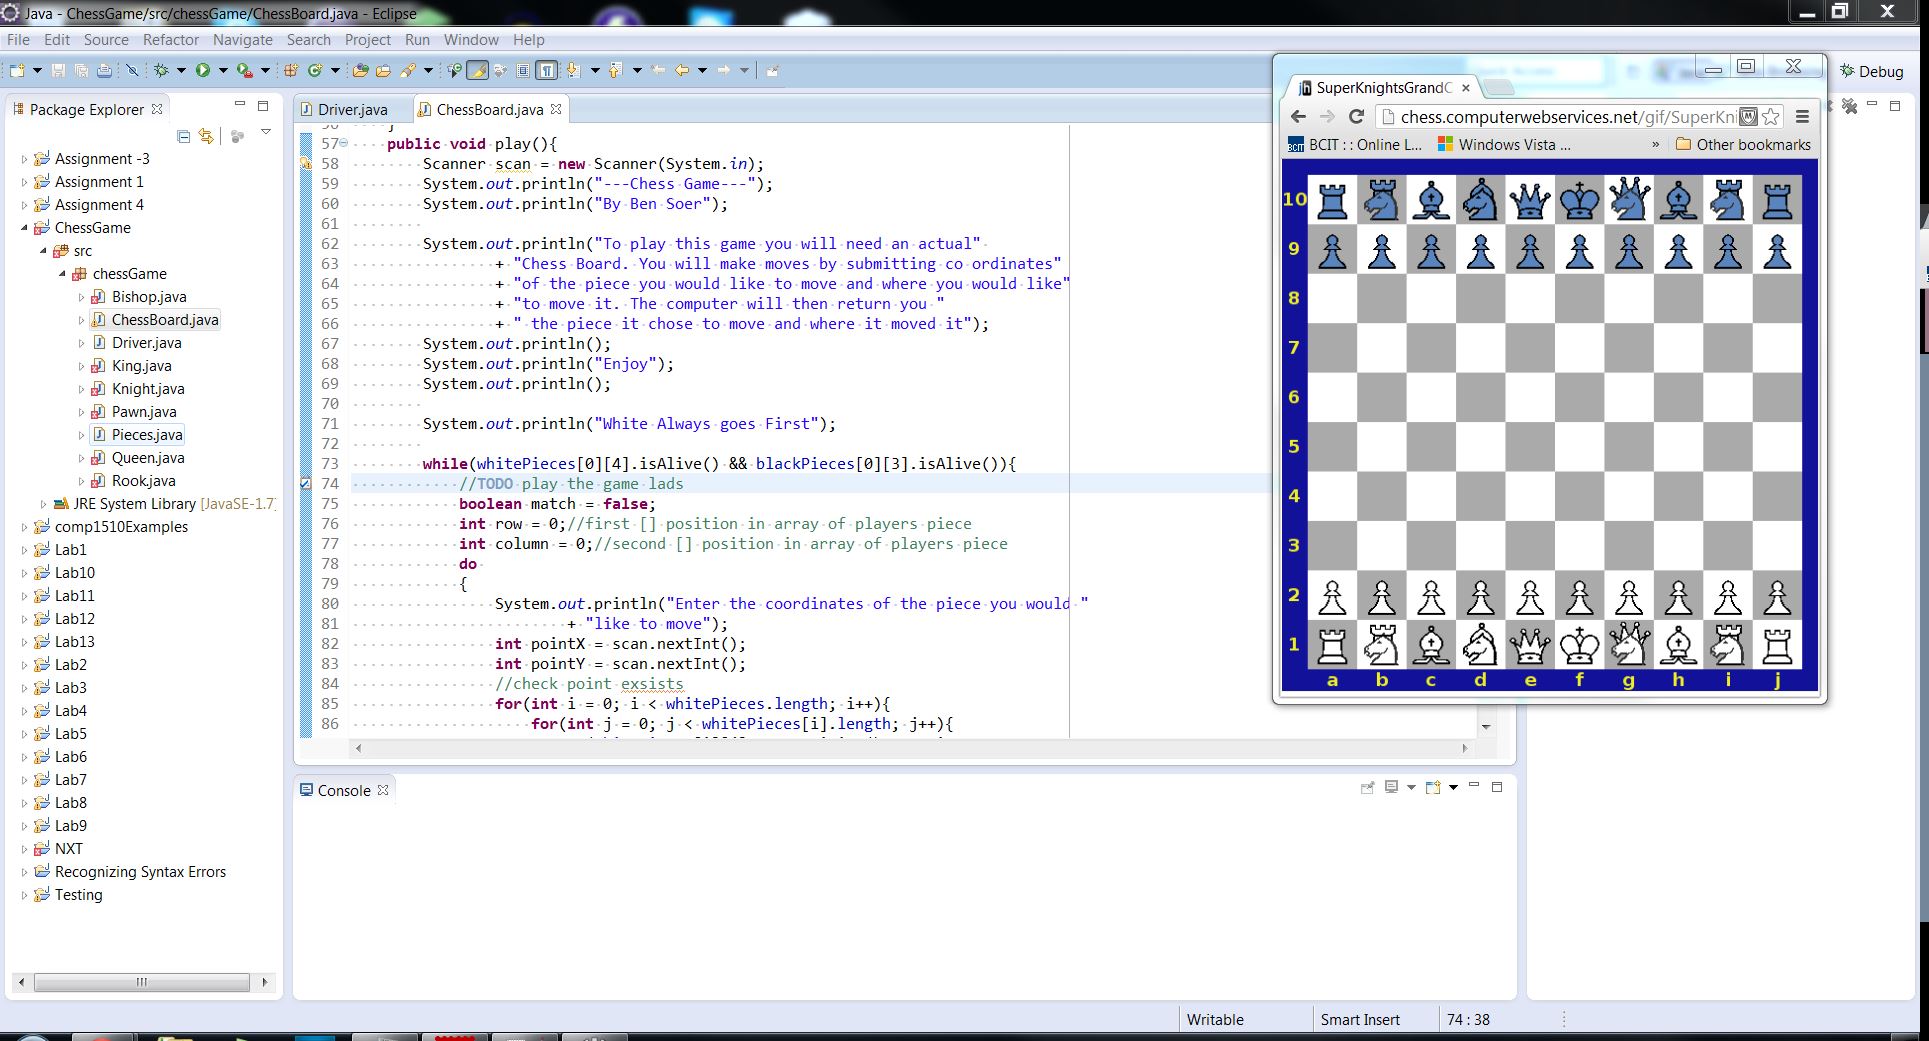 Java - ChessGame/src/chessGame/ChessBoard.java - Eclipse
File Edit Source Refactor Navigate Search Project Run Window Help
Debug
Package Explorer
Assignment -3
Assignment 1
Assignment 4
ChessGame
src
chessGame
Bishop.java
ChessBoard.java
Driver.java
King.java
Knight.java
Pawn.java
Pieces.java
Queen.java
Rook.java
JRE System Library [JavaSE-1.7]
comp1510Examples
Lab1
Lab10
Lab11
Lab12
Lab13
Lab2
Lab3
Lab4
Lab5
Lab6
Lab7
Lab8
Lab9
NXT
Recognizing Syntax Errors
Testing
Driver.java ChessBoard.java
57 public void play(){
58 Scanner scan = new Scanner(System.in);
59 System.out.println("---Chess Game---");
60 System.out.println("By Ben Soer");
61
62 System.out.println("To play this game you will need an actual"
63 + "Chess Board. You will make moves by submitting co ordinates"
64 + "of the piece you would like to move and where you would like"
65 + "to move it. The computer will then return you "
66 + " the piece it chose to move and where it moved it");
67 System.out.println();
68 System.out.println("Enjoy");
69 System.out.println();
70
71 System.out.println("White Always goes First");
72
73 while(whitePieces[0][4].isAlive() && blackPieces[0][3].isAlive()){
74 //TODO play the game lads
75 boolean match = false;
76 int row = 0;//first [] position in array of players piece
77 int column = 0;//second [] position in array of players piece
78 do
79 {
80 System.out.println("Enter the coordinates of the piece you would "
81 + "like to move");
82 int pointX = scan.nextInt();
83 int pointY = scan.nextInt();
84 //check point exsists
85 for(int i = 0; i < whitePieces.length; i++){
86 for(int j = 0; j < whitePieces[i].length; j++){
Console
Writable Smart Insert 74 : 38
SuperKnightsGrandC
chess.computerwebservices.net/gif/SuperKni
BCIT : : Online L... Windows Vista ... » Other bookmarks
10
9
8
7
6
5
4
3
2
1
a b c d e f g h i j